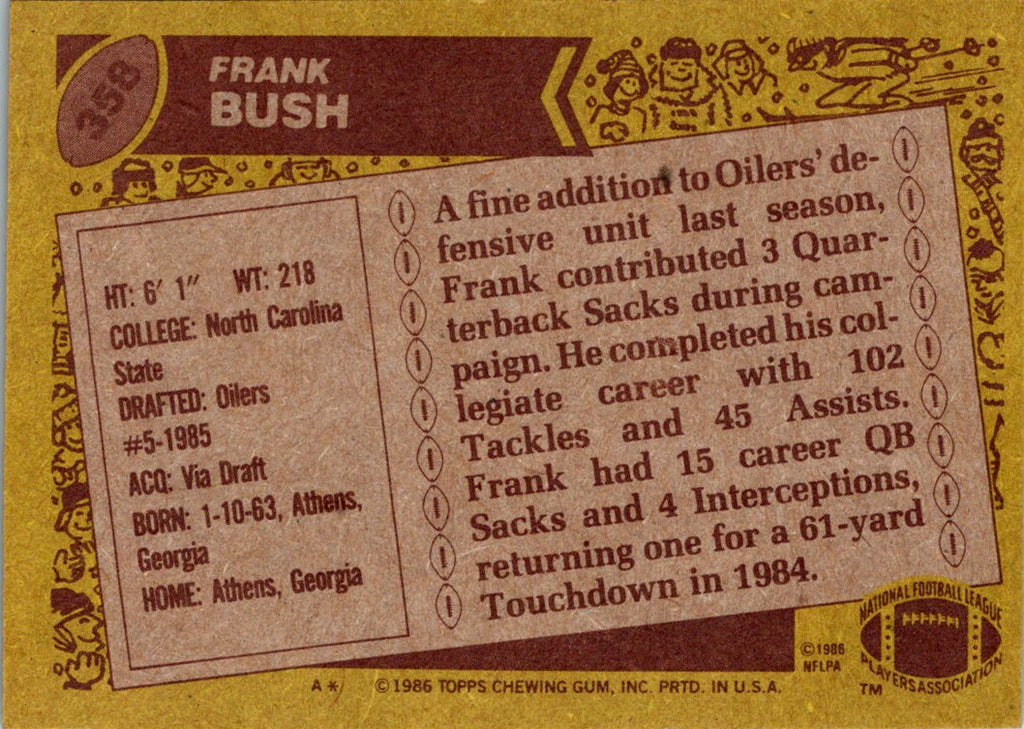 358
FRANK
BUSH
HT: 6' 1" WT: 218
COLLEGE: North Carolina
State
DRAFTED: Oilers
#5-1985
ACQ: Via Draft
BORN: 1-10-63, Athens,
Georgia
HOME: Athens, Georgia
A fine addition to Oilers' de-
fensive unit last season,
Frank contributed 3 Quar-
terback Sacks during cam-
paign. He completed his col-
legiate career with 102
Tackles and 45 Assists.
Frank had 15 career QB
Sacks and 4 Interceptions,
returning one for a 61-yard
Touchdown in 1984.
©1986
NFLPA
NATIONAL FOOTBALL LEAGUE
PLAYERS ASSOCIATION
TM
A* ©1986 TOPPS CHEWING GUM, INC. PRTD. IN U.S.A.